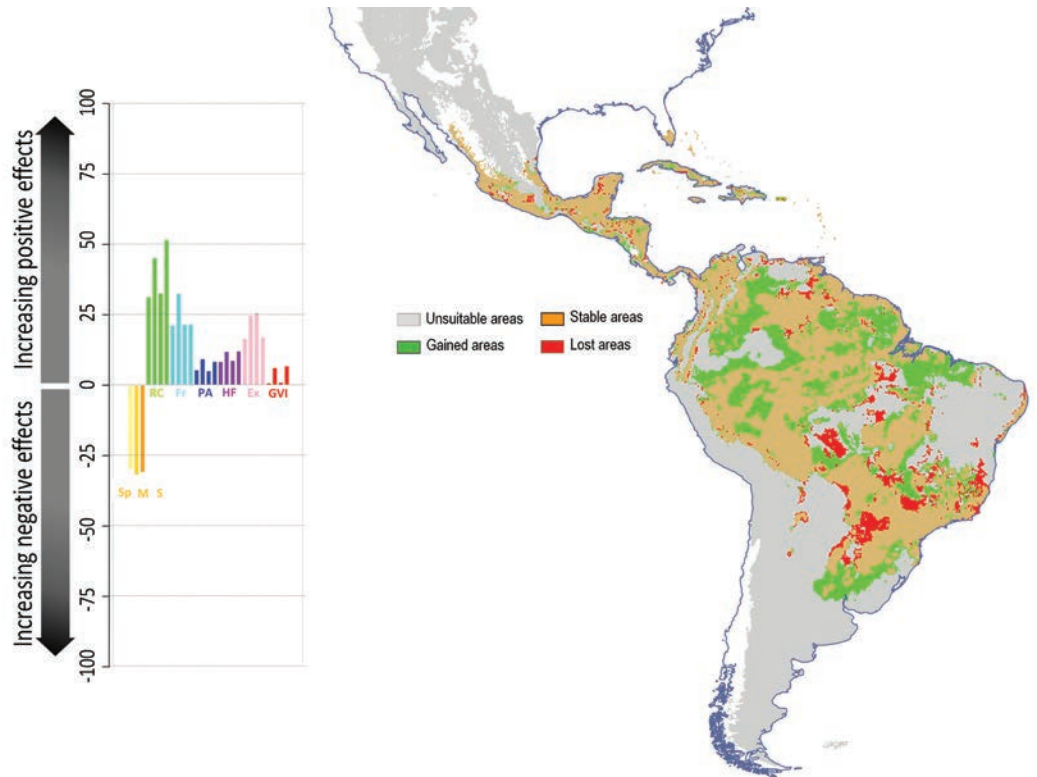 Increasing positive effects
Increasing negative effects
100
75
50
25
0
-25
-50
-75
-100
RC Fr PA HF Ex GVI
Sp M S
Unsuitable areas
Stable areas
Gained areas
Lost areas